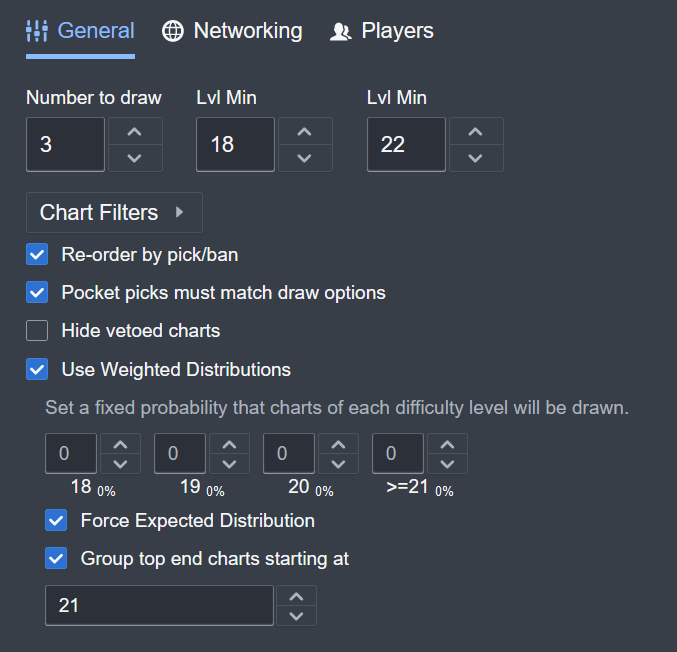 General Networking Players
Number to draw Lvl Min Lvl Min
3 18 22
Chart Filters
Re-order by pick/ban
Pocket picks must match draw options
Hide vetoed charts
Use Weighted Distributions
Set a fixed probability that charts of each difficulty level will be drawn.
0 0 0 0
18 0% 19 0% 20 0% >=21 0%
Force Expected Distribution
Group top end charts starting at
21